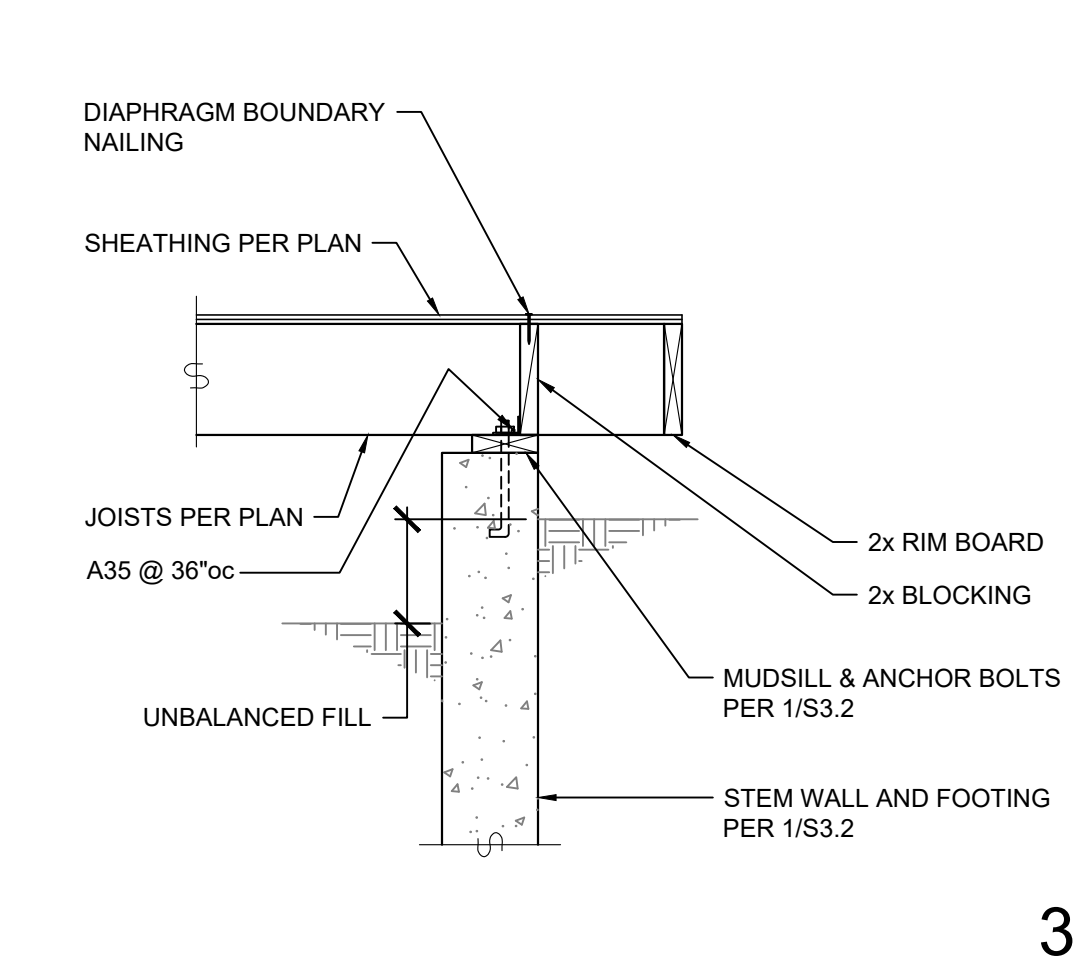 DIAPHRAGM BOUNDARY
NAILING
SHEATHING PER PLAN
JOISTS PER PLAN
A35 @ 36"oc
UNBALANCED FILL
2x RIM BOARD
2x BLOCKING
MUDSILL & ANCHOR BOLTS
PER 1/S3.2
STEM WALL AND FOOTING
PER 1/S3.2
3